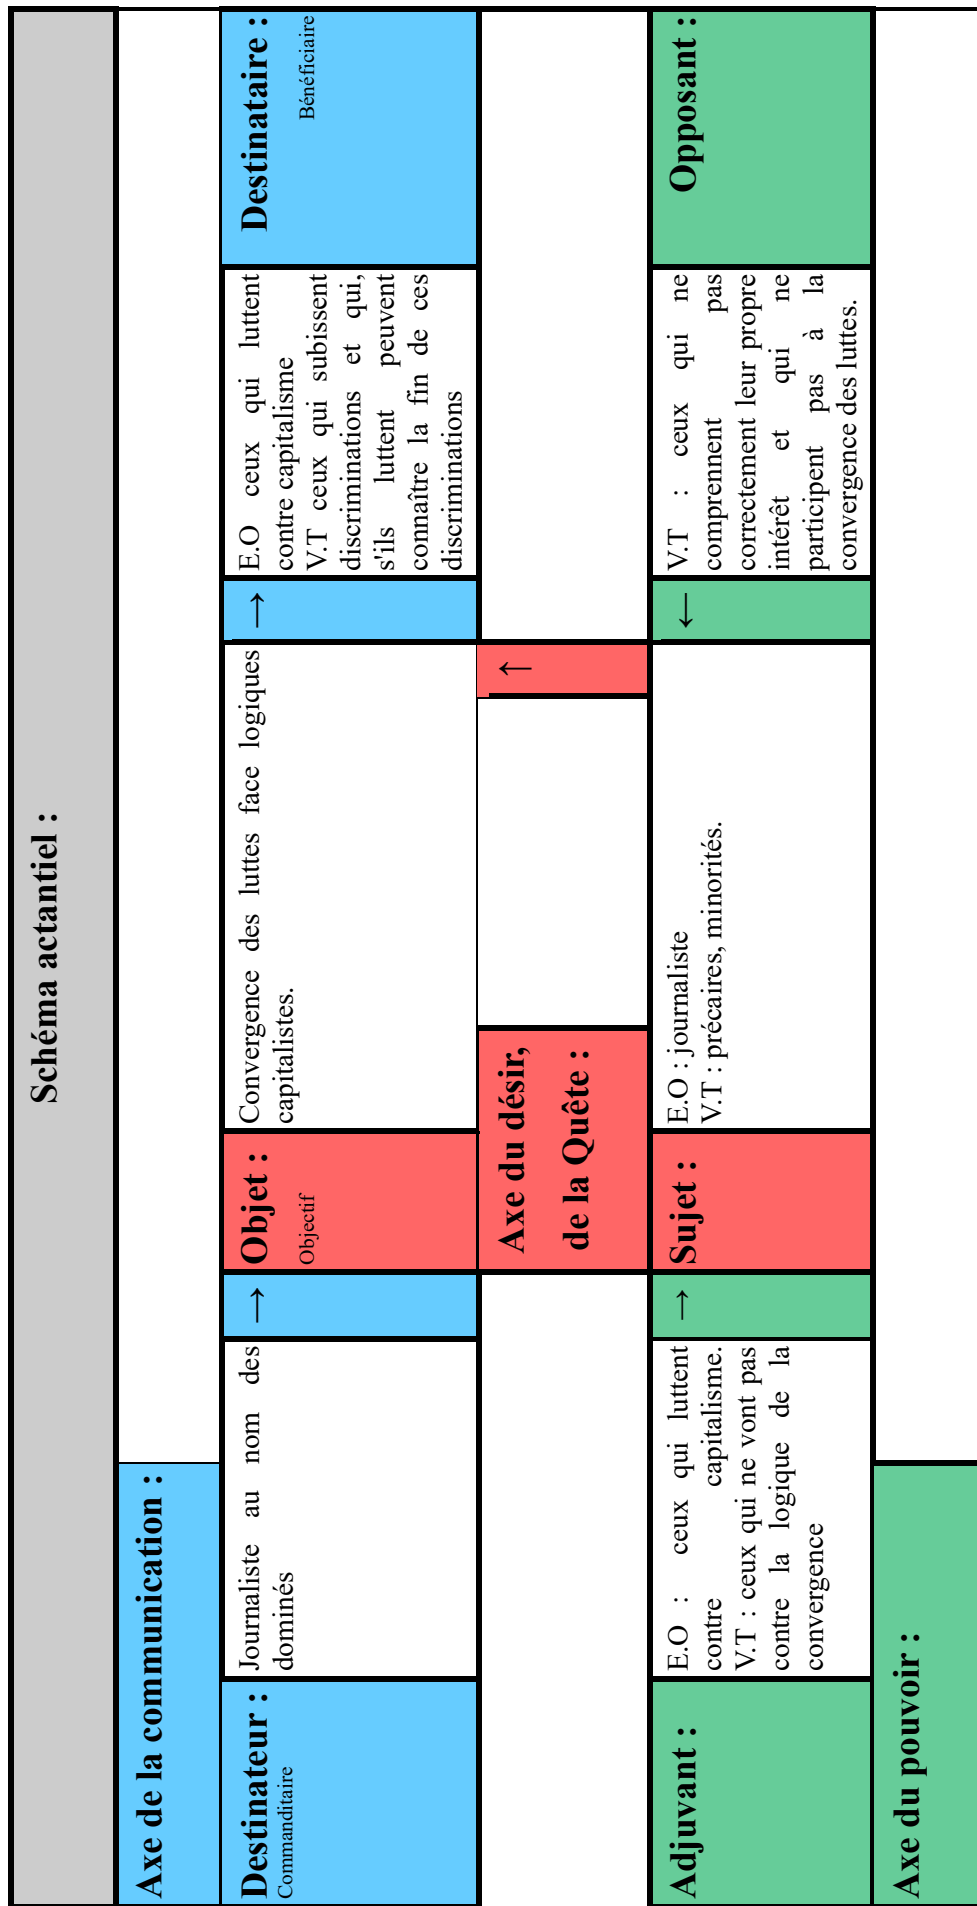 Schéma actantiel :
Axe de la communication :
Destinateur :
Commanditaire
Journaliste au nom des
dominés
→
Objet :
Objectif
Convergence des luttes face logiques
capitalistes.
→
E.O ceux qui luttent
contre capitalisme
V.T ceux qui subissent
discriminations et qui,
s'ils luttent peuvent
connaître la fin de ces
discriminations
Destinataire :
Bénéficiaire
Axe du désir,
de la Quête :
↑
Adjuvant :
E.O : ceux qui luttent
contre capitalisme.
V.T : ceux qui ne vont pas
contre la logique de la
convergence
→
Sujet :
E.O : journaliste
V.T : précaires, minorités.
←
V.T : ceux qui ne
comprennent pas
correctement leur propre
intérêt et qui ne
participent pas à la
convergence des luttes.
Opposant :
Axe du pouvoir :